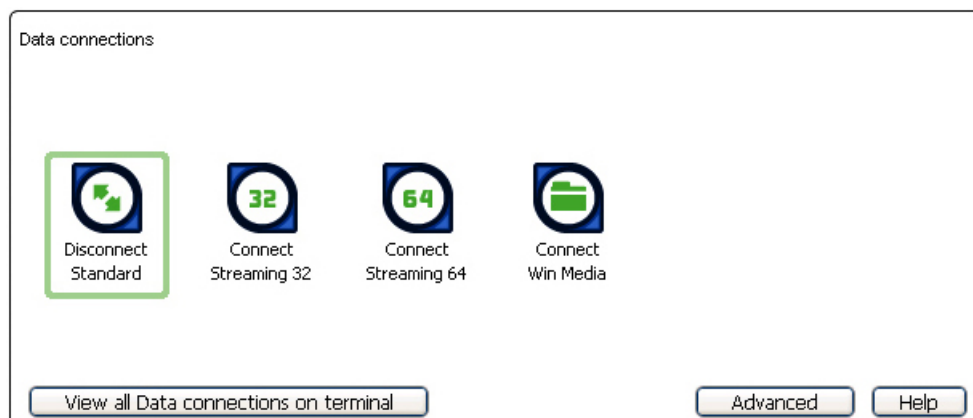 Data connections
32
64
Disconnect
Standard
Connect
Streaming 32
Connect
Streaming 64
Connect
Win Media
View all Data connections on terminal
Advanced
Help